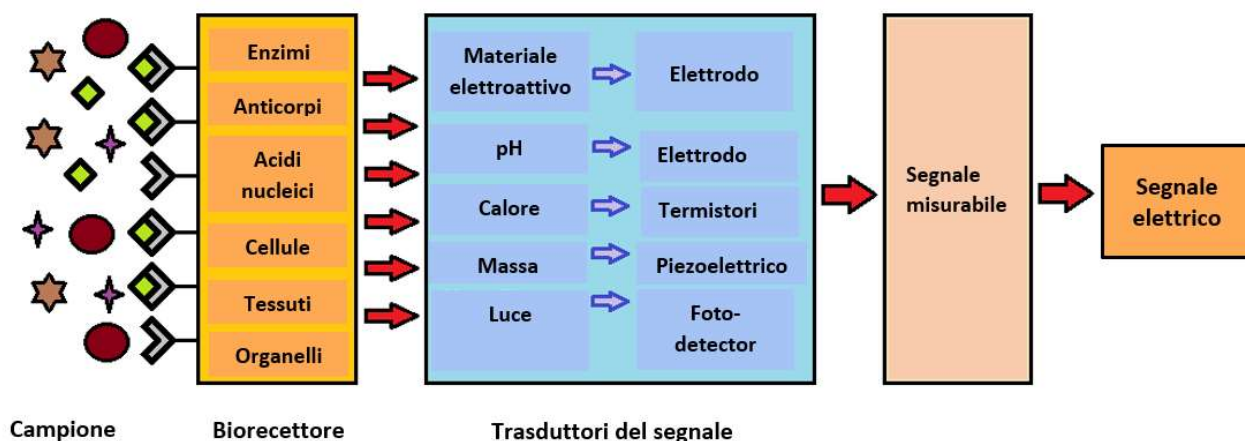 Enzimi
Anticorpi
Acidi
nucleici
Cellule
Tessuti
Organelli
Materiale
elettroattivo
Elettrodo
pH
Elettrodo
Calore
Termistori
Massa
Piezoelettrico
Luce
Foto-
detector
Segnale
misurabile
Segnale
elettrico
Campione
Biorecettore
Trasduttori del segnale